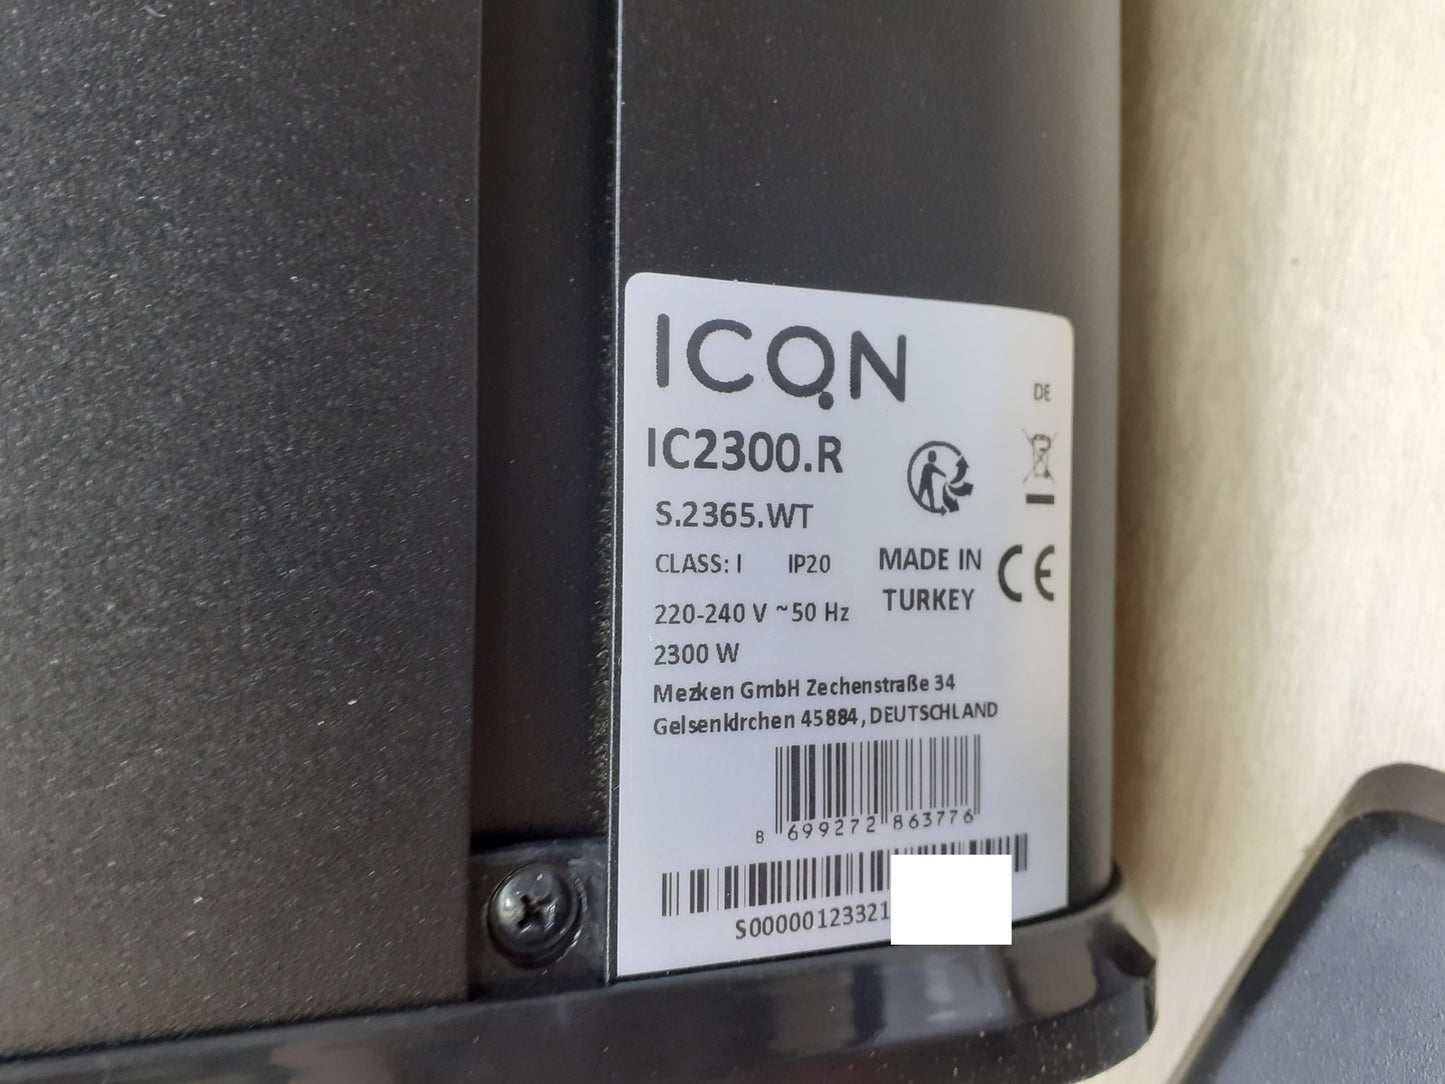 ICON
DE
IC2300.R
S.2365.WT
CLASS: I IP20
MADE IN
TURKEY
CE
220-240 V ~50 Hz
2300 W
Mezken GmbH Zechenstraße 34
Gelsenkirchen 45884, DEUTSCHLAND
8 699272 863776
S00000123321